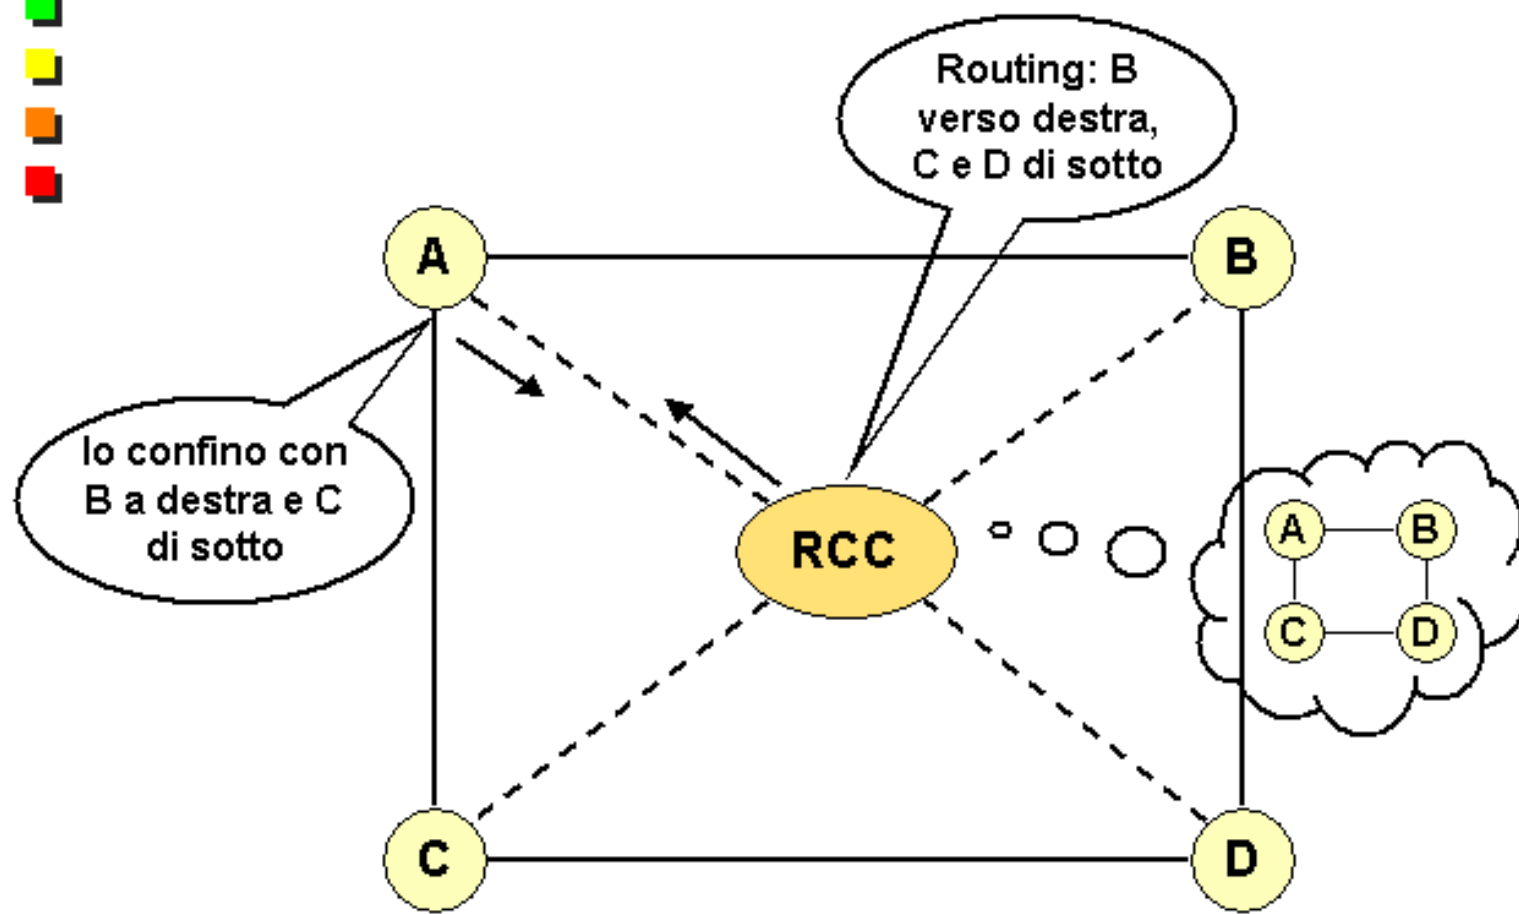 Routing: B
verso destra,
C e D di sotto
A
B
Io confino con
B a destra e C
di sotto
RCC
A
B
C
D
C
D